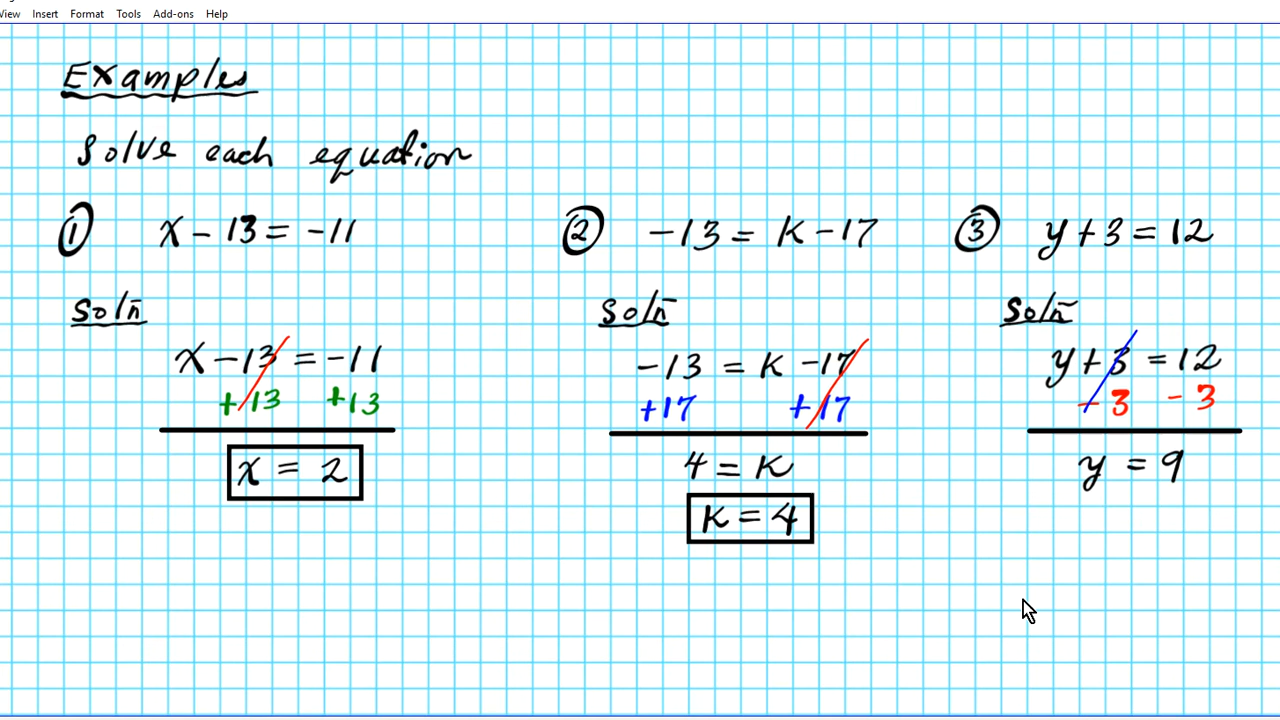 View Insert Format Tools Add-ons Help
Examples
Solve each equation
① x - 13 = -11
② -13 = k - 17
③ y + 3 = 12
Soln̄
x - 13 = -11
+13 +13
x = 2
Soln̄
-13 = k - 17
+17 +17
4 = k
k = 4
Soln̄
y + 3 = 12
- 3 - 3
y = 9